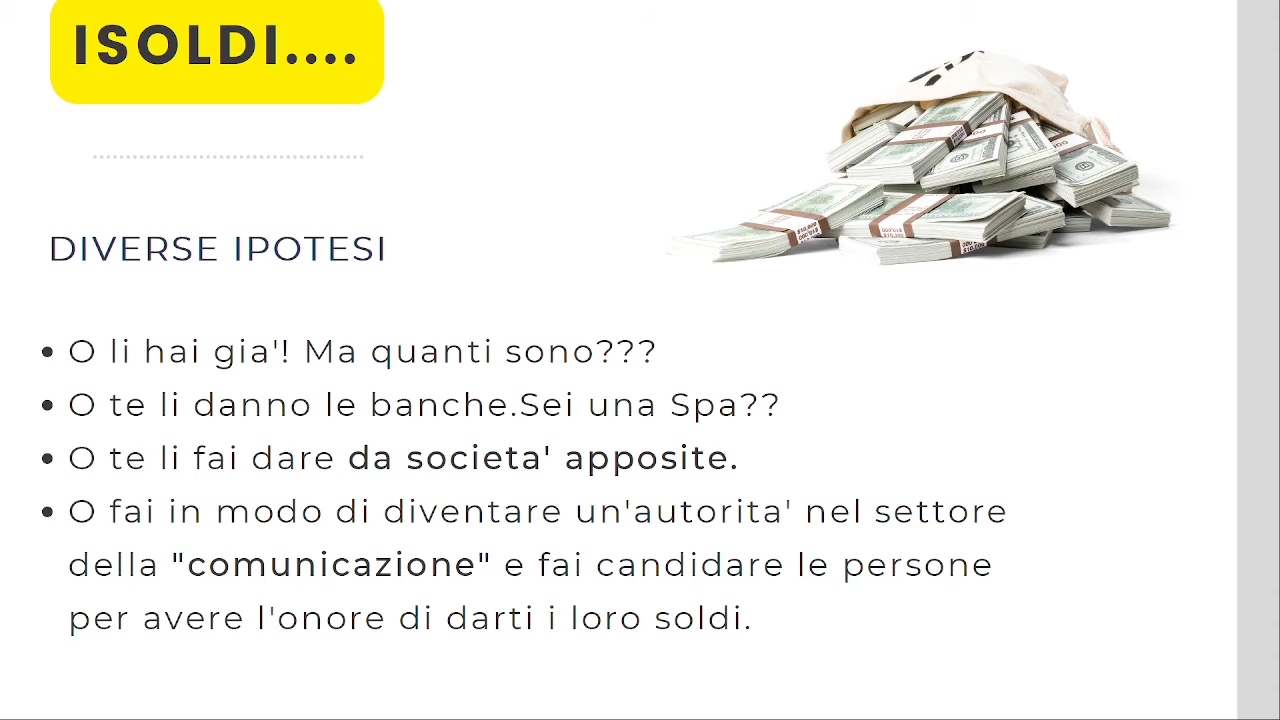 ISOLDI....
DIVERSE IPOTESI
O li hai gia'! Ma quanti sono???
O te li danno le banche.Sei una Spa??
O te li fai dare da societa' apposite.
O fai in modo di diventare un'autorita' nel settore
della "comunicazione" e fai candidare le persone
per avere l'onore di darti i loro soldi.